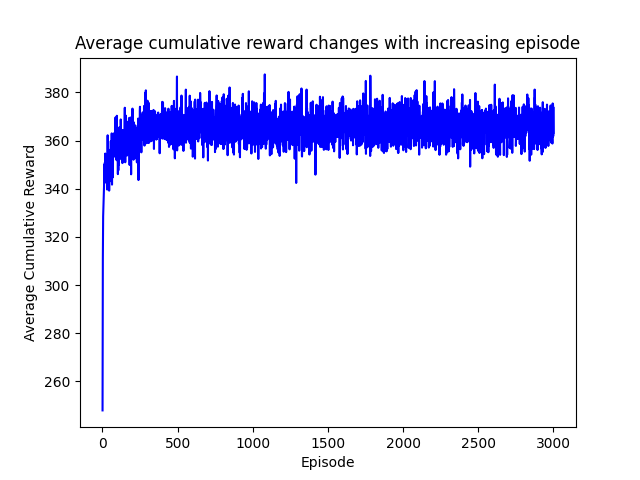 Average cumulative reward changes with increasing episode
380
360
340
320
300
280
260
Average Cumulative Reward
0 500 1000 1500 2000 2500 3000
Episode